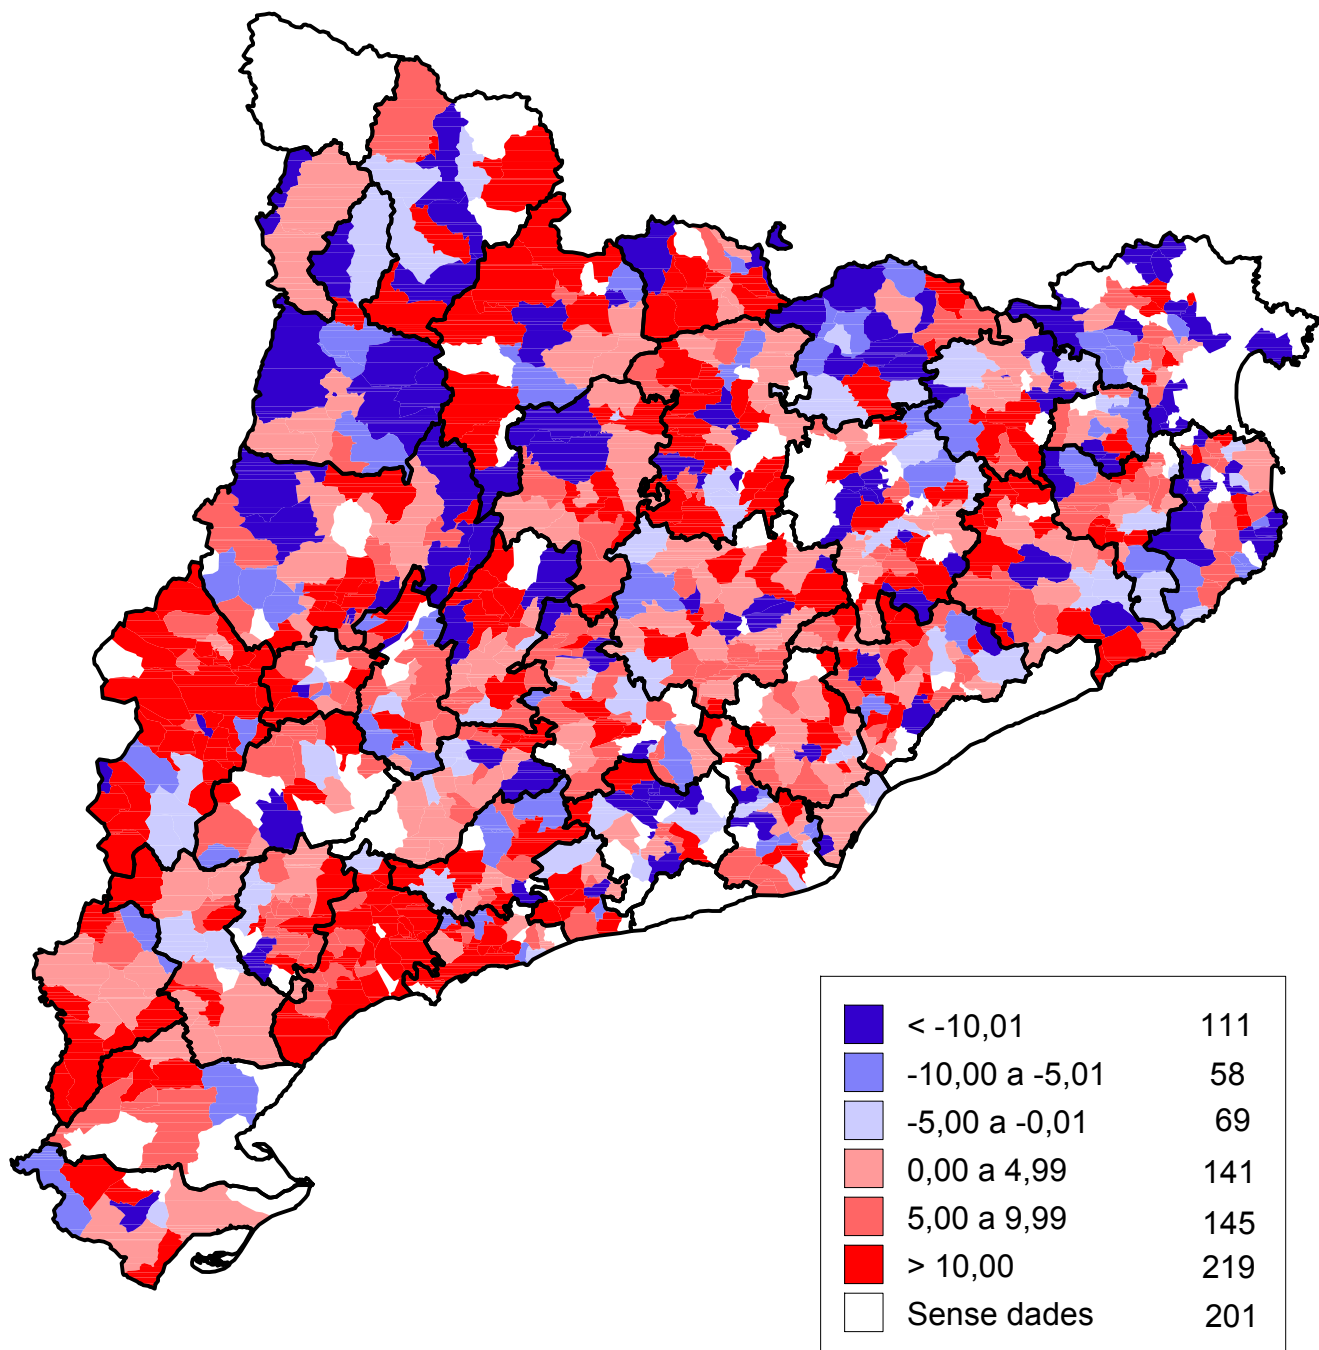 < -10,01 111
-10,00 a -5,01 58
-5,00 a -0,01 69
0,00 a 4,99 141
5,00 a 9,99 145
> 10,00 219
Sense dades 201